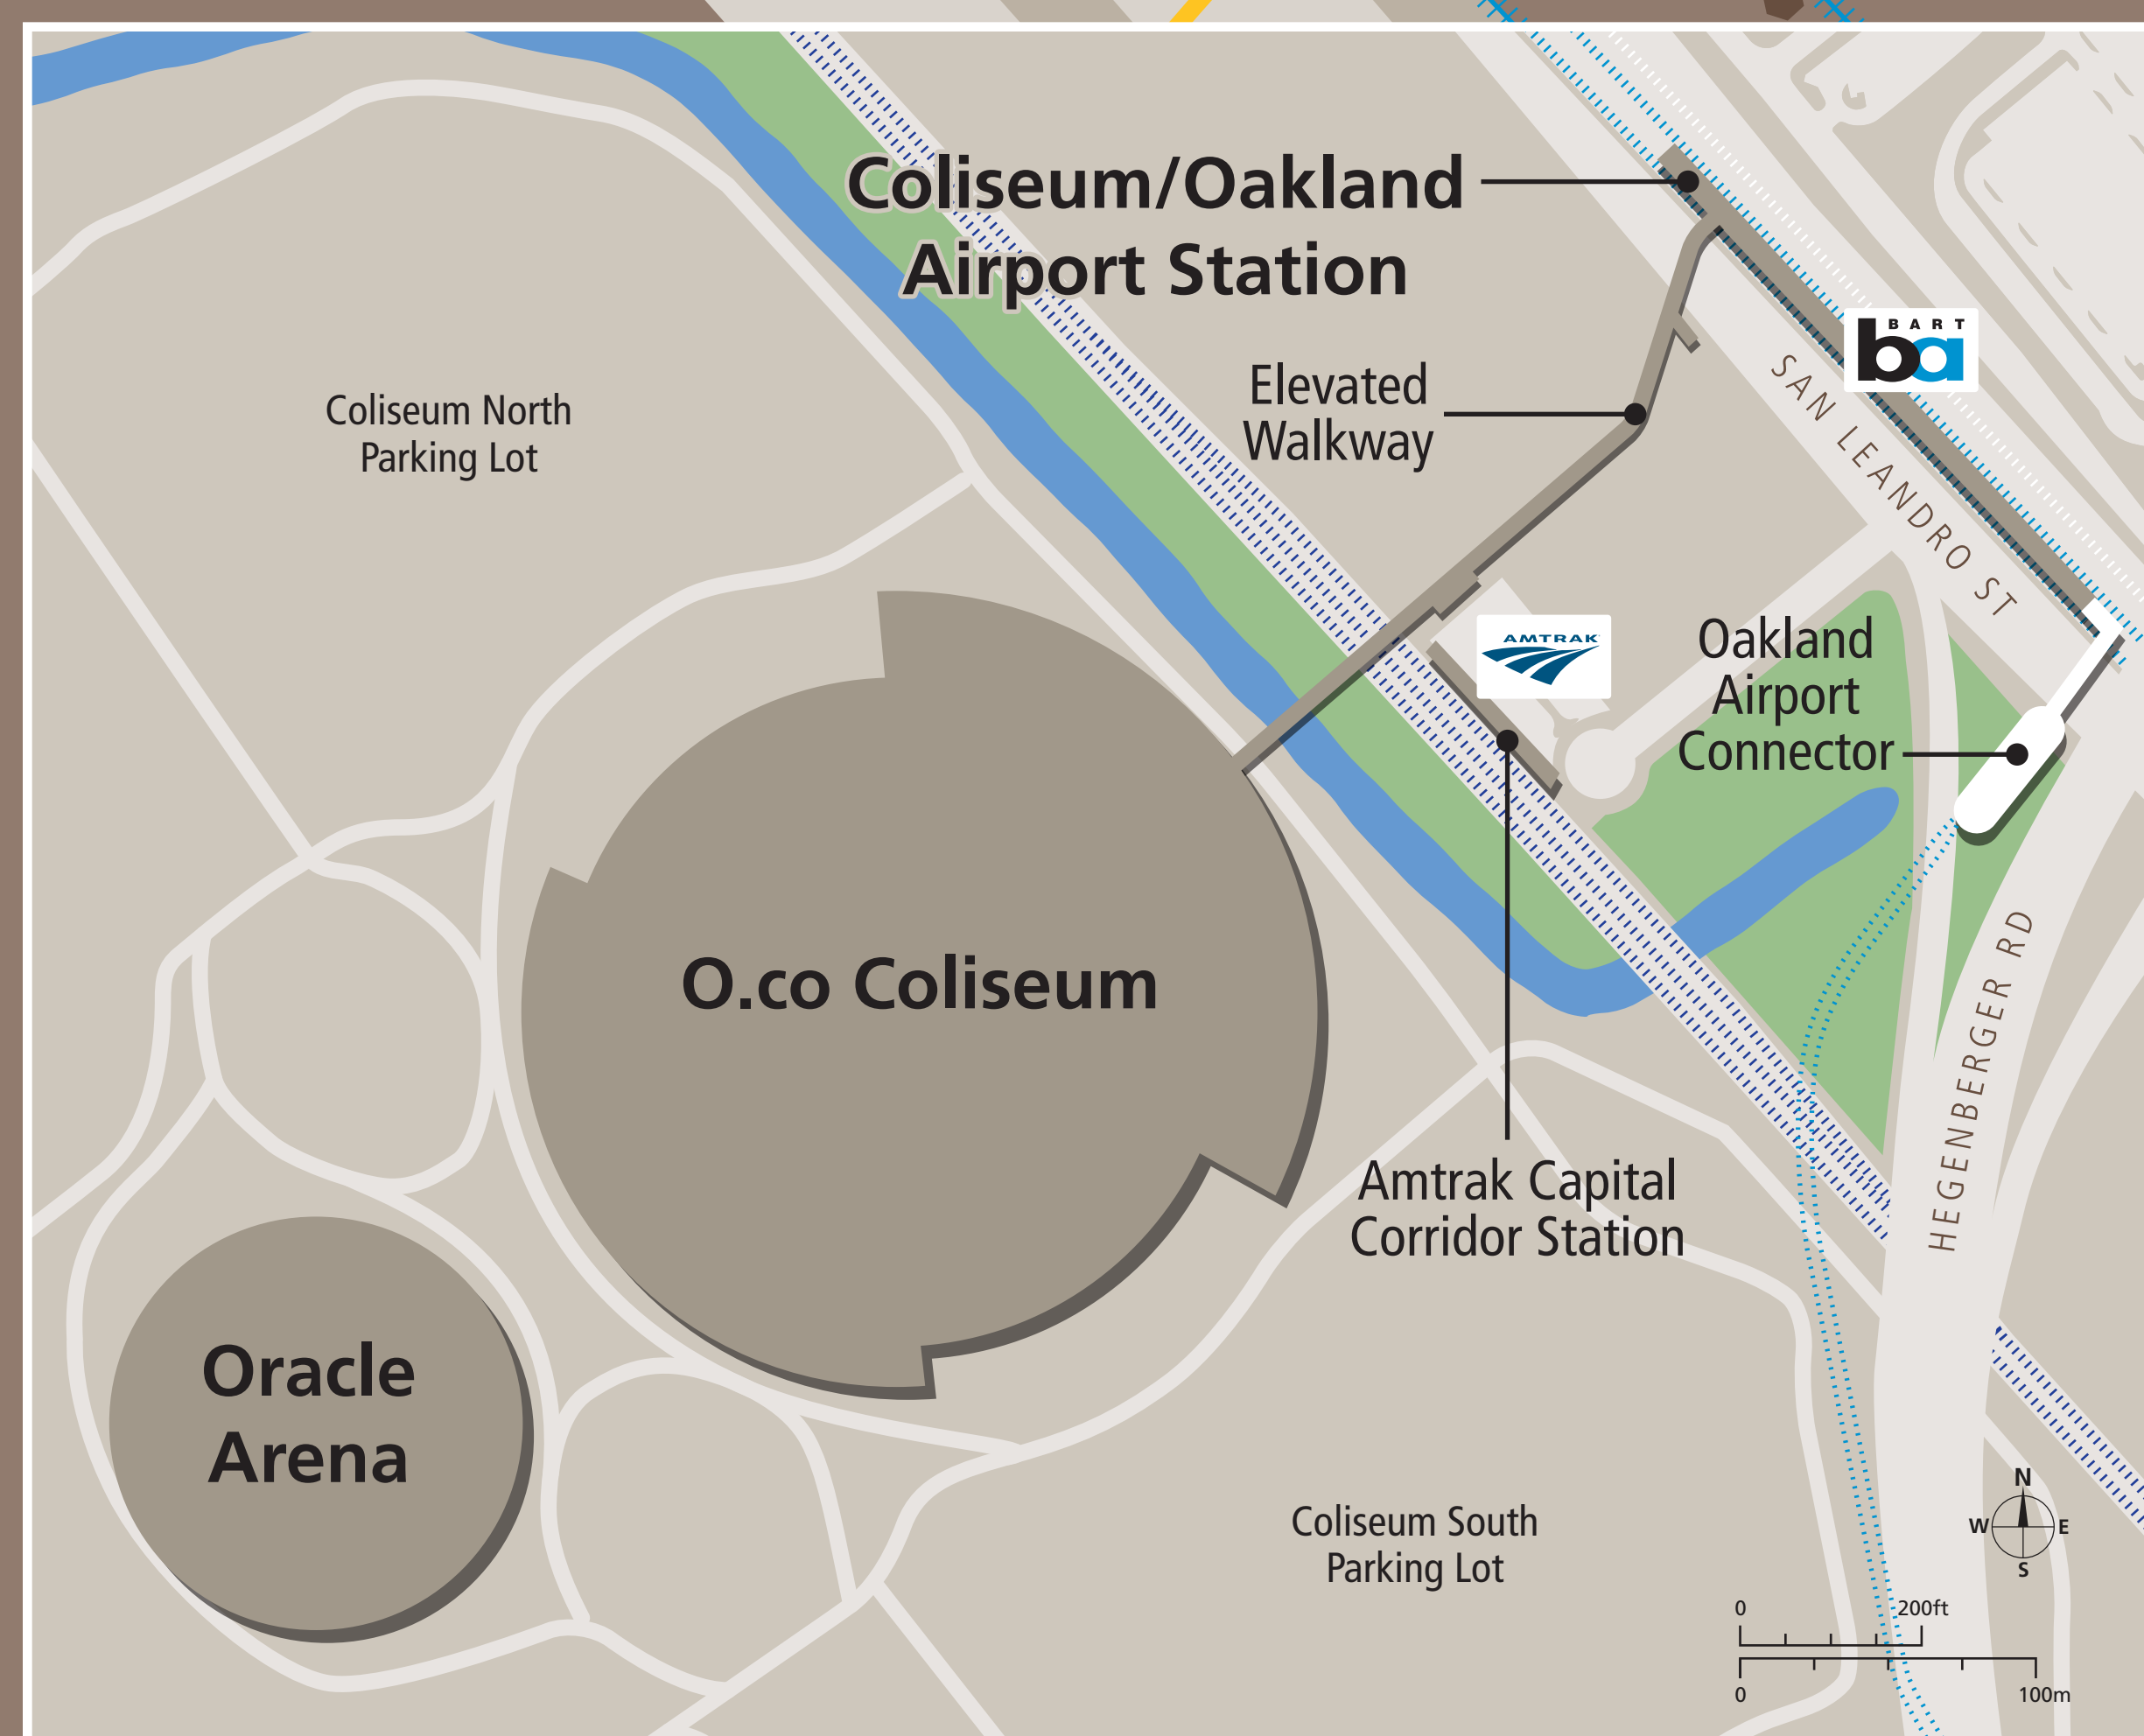 Coliseum/Oakland
Airport Station
BART
ba
SAN LEANDRO ST
Elevated
Walkway
Coliseum North
Parking Lot
AMTRAK
Oakland
Airport
Connector
O.co Coliseum
HEGENBERGER RD
Amtrak Capital
Corridor Station
Oracle
Arena
Coliseum South
Parking Lot
N
W E
S
0 200ft
0 100m